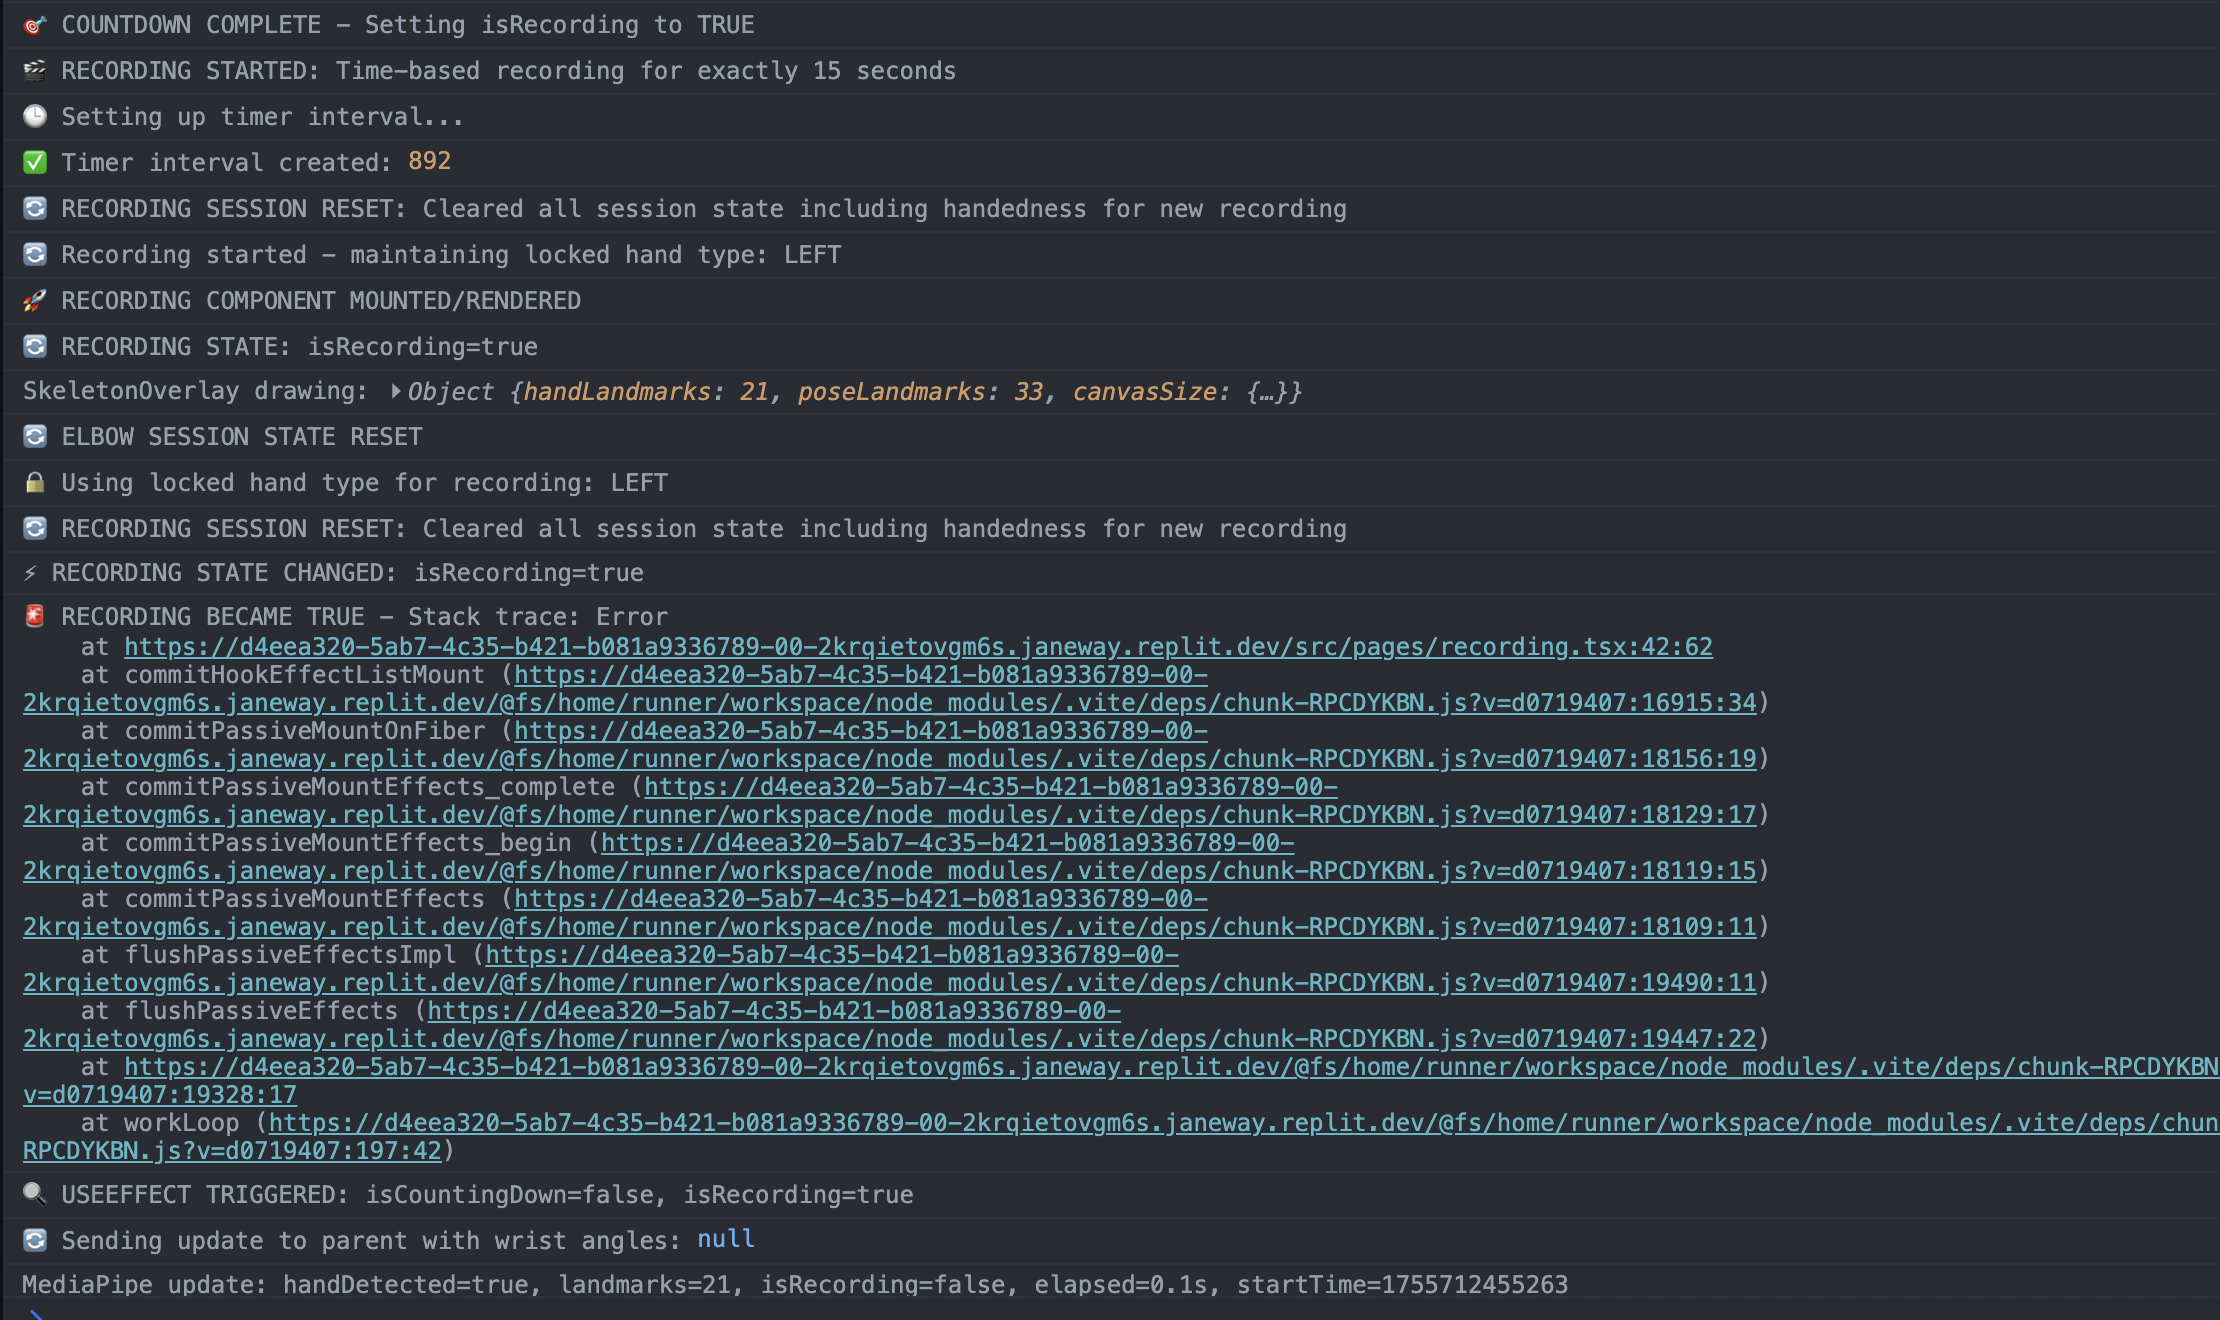 🎯 COUNTDOWN COMPLETE – Setting isRecording to TRUE
🎬 RECORDING STARTED: Time-based recording for exactly 15 seconds
🕒 Setting up timer interval...
✅ Timer interval created: 892
🔄 RECORDING SESSION RESET: Cleared all session state including handedness for new recording
🔄 Recording started – maintaining locked hand type: LEFT
🚀 RECORDING COMPONENT MOUNTED/RENDERED
🔄 RECORDING STATE: isRecording=true
SkeletonOverlay drawing: ▶ Object {handLandmarks: 21, poseLandmarks: 33, canvasSize: {…}}
🔄 ELBOW SESSION STATE RESET
🔒 Using locked hand type for recording: LEFT
🔄 RECORDING SESSION RESET: Cleared all session state including handedness for new recording
⚡ RECORDING STATE CHANGED: isRecording=true
🚨 RECORDING BECAME TRUE – Stack trace: Error
at https://d4eea320-5ab7-4c35-b421-b081a9336789-00-2krqietovgm6s.janeway.replit.dev/src/pages/recording.tsx:42:62
at commitHookEffectListMount (https://d4eea320-5ab7-4c35-b421-b081a9336789-00-
2krqietovgm6s.janeway.replit.dev/@fs/home/runner/workspace/node_modules/.vite/deps/chunk-RPCDYKBN.js?v=d0719407:16915:34)
at commitPassiveMountOnFiber (https://d4eea320-5ab7-4c35-b421-b081a9336789-00-
2krqietovgm6s.janeway.replit.dev/@fs/home/runner/workspace/node_modules/.vite/deps/chunk-RPCDYKBN.js?v=d0719407:18156:19)
at commitPassiveMountEffects_complete (https://d4eea320-5ab7-4c35-b421-b081a9336789-00-
2krqietovgm6s.janeway.replit.dev/@fs/home/runner/workspace/node_modules/.vite/deps/chunk-RPCDYKBN.js?v=d0719407:18129:17)
at commitPassiveMountEffects_begin (https://d4eea320-5ab7-4c35-b421-b081a9336789-00-
2krqietovgm6s.janeway.replit.dev/@fs/home/runner/workspace/node_modules/.vite/deps/chunk-RPCDYKBN.js?v=d0719407:18119:15)
at commitPassiveMountEffects (https://d4eea320-5ab7-4c35-b421-b081a9336789-00-
2krqietovgm6s.janeway.replit.dev/@fs/home/runner/workspace/node_modules/.vite/deps/chunk-RPCDYKBN.js?v=d0719407:18109:11)
at flushPassiveEffectsImpl (https://d4eea320-5ab7-4c35-b421-b081a9336789-00-
2krqietovgm6s.janeway.replit.dev/@fs/home/runner/workspace/node_modules/.vite/deps/chunk-RPCDYKBN.js?v=d0719407:19490:11)
at flushPassiveEffects (https://d4eea320-5ab7-4c35-b421-b081a9336789-00-
2krqietovgm6s.janeway.replit.dev/@fs/home/runner/workspace/node_modules/.vite/deps/chunk-RPCDYKBN.js?v=d0719407:19447:22)
at https://d4eea320-5ab7-4c35-b421-b081a9336789-00-2krqietovgm6s.janeway.replit.dev/@fs/home/runner/workspace/node_modules/.vite/deps/chunk-RPCDYKBN
v=d0719407:19328:17
at workLoop (https://d4eea320-5ab7-4c35-b421-b081a9336789-00-2krqietovgm6s.janeway.replit.dev/@fs/home/runner/workspace/node_modules/.vite/deps/chun
RPCDYKBN.js?v=d0719407:197:42)
🔍 USEEFFECT TRIGGERED: isCountingDown=false, isRecording=true
🔄 Sending update to parent with wrist angles: null
MediaPipe update: handDetected=true, landmarks=21, isRecording=false, elapsed=0.1s, startTime=1755712455263